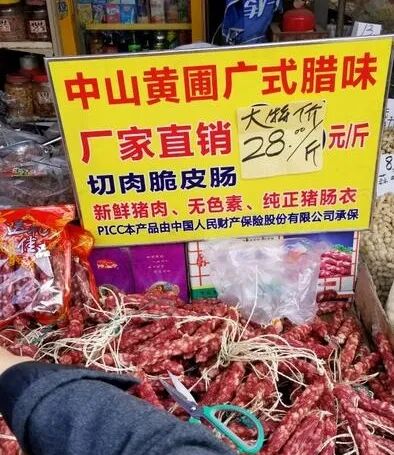 中山黄圃广式腊味
厂家直销
大特价
28.00/斤
元/斤
切肉脆皮肠
新鲜猪肉、无色素、纯正猪肠衣
PICC本产品由中国人民财产保险股份有限公司承保